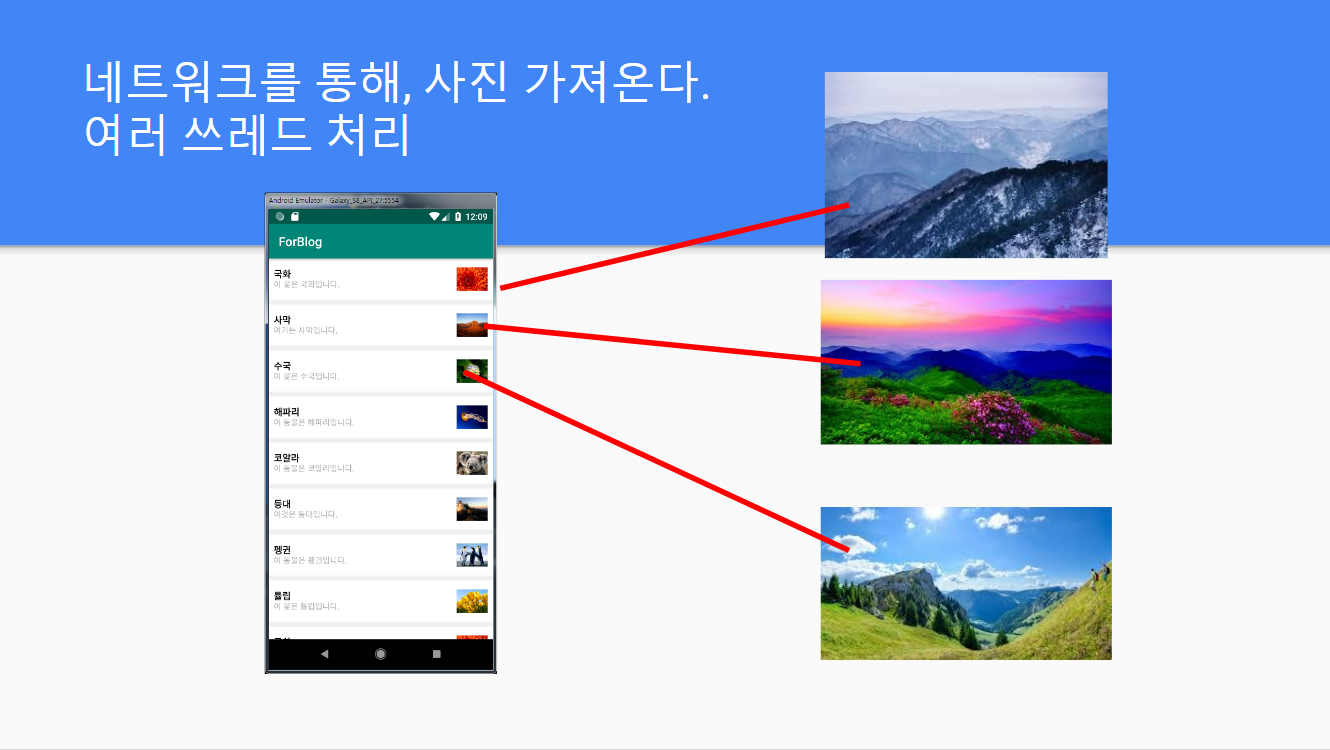 네트워크를 통해, 사진 가져온다.
여러 쓰레드 처리
Android Emulator - Galaxy_S8_API_27:5554
12:09
ForBlog
국화
이 꽃은 국화입니다.
사막
여기는 사막입니다.
수국
이 꽃은 수국입니다.
해파리
이 동물은 해파리입니다.
코알라
이 동물은 코알라입니다.
등대
이것은 등대입니다.
펭귄
이 동물은 펭귄입니다.
튤립
이 꽃은 튤립입니다.